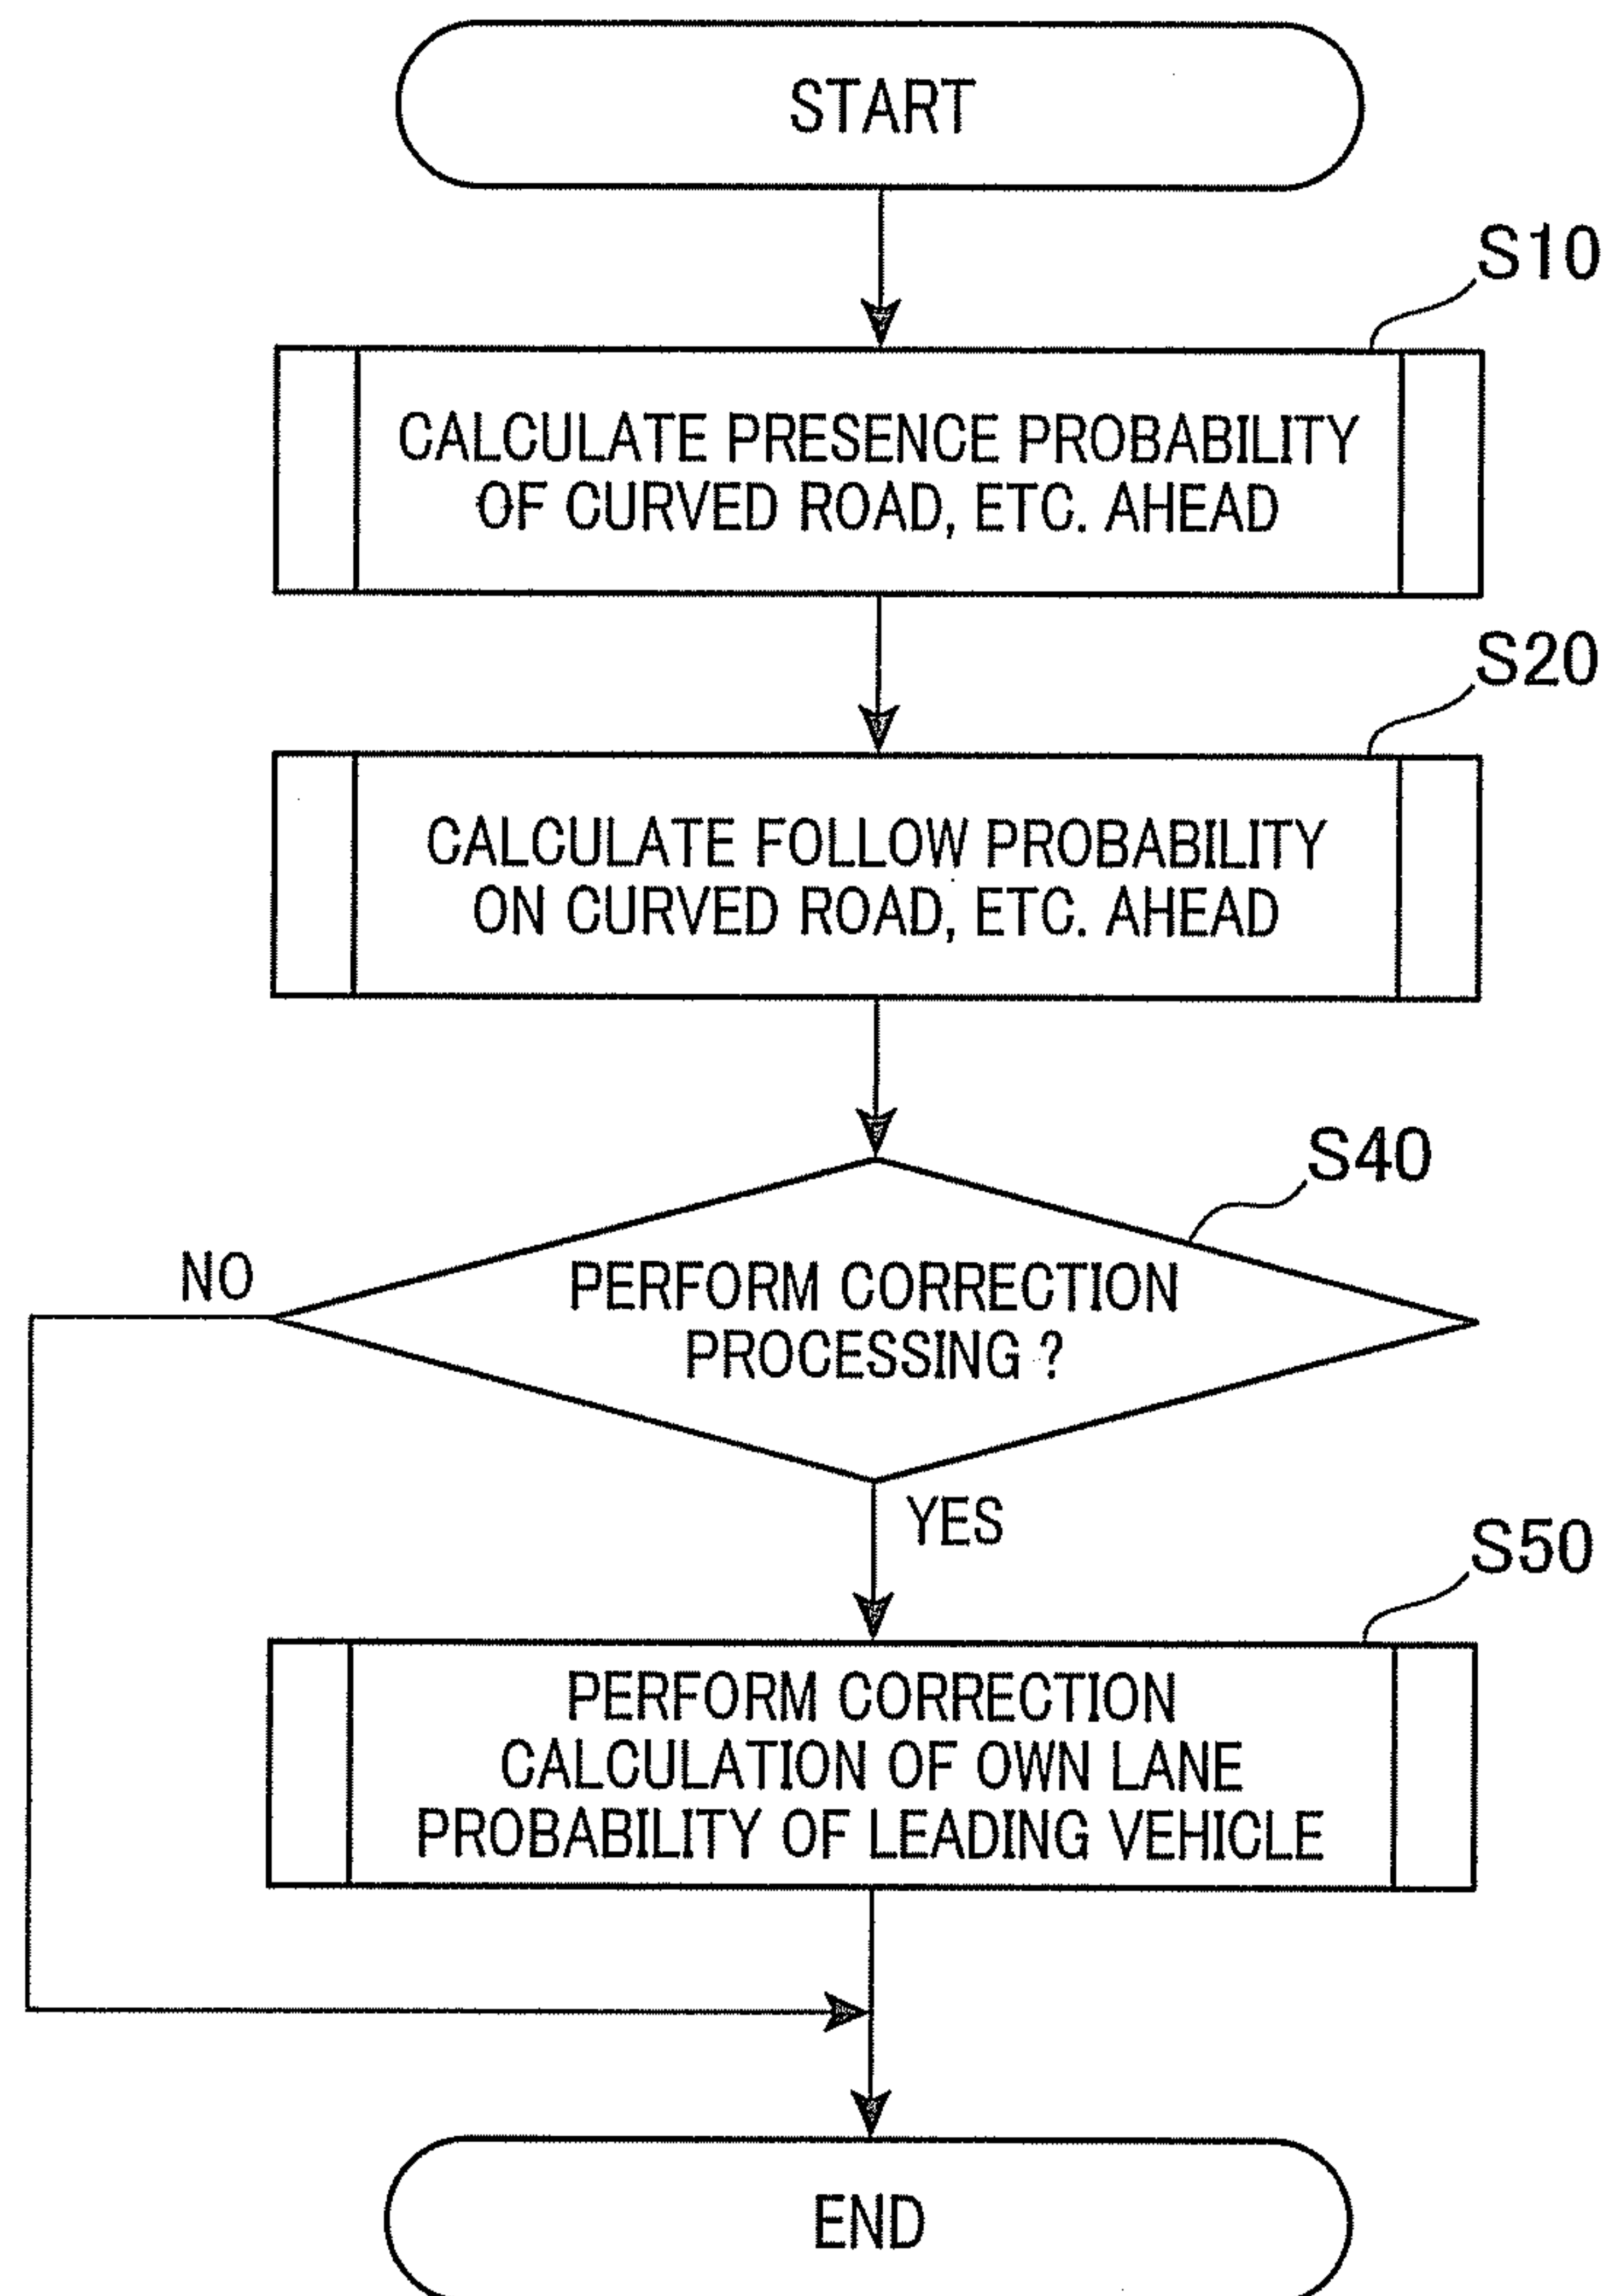 START
S10
CALCULATE PRESENCE PROBABILITY
OF CURVED ROAD, ETC. AHEAD
S20
CALCULATE FOLLOW PROBABILITY
ON CURVED ROAD, ETC. AHEAD
S40
NO
PERFORM CORRECTION
PROCESSING ?
YES
S50
PERFORM CORRECTION
CALCULATION OF OWN LANE
PROBABILITY OF LEADING VEHICLE
END